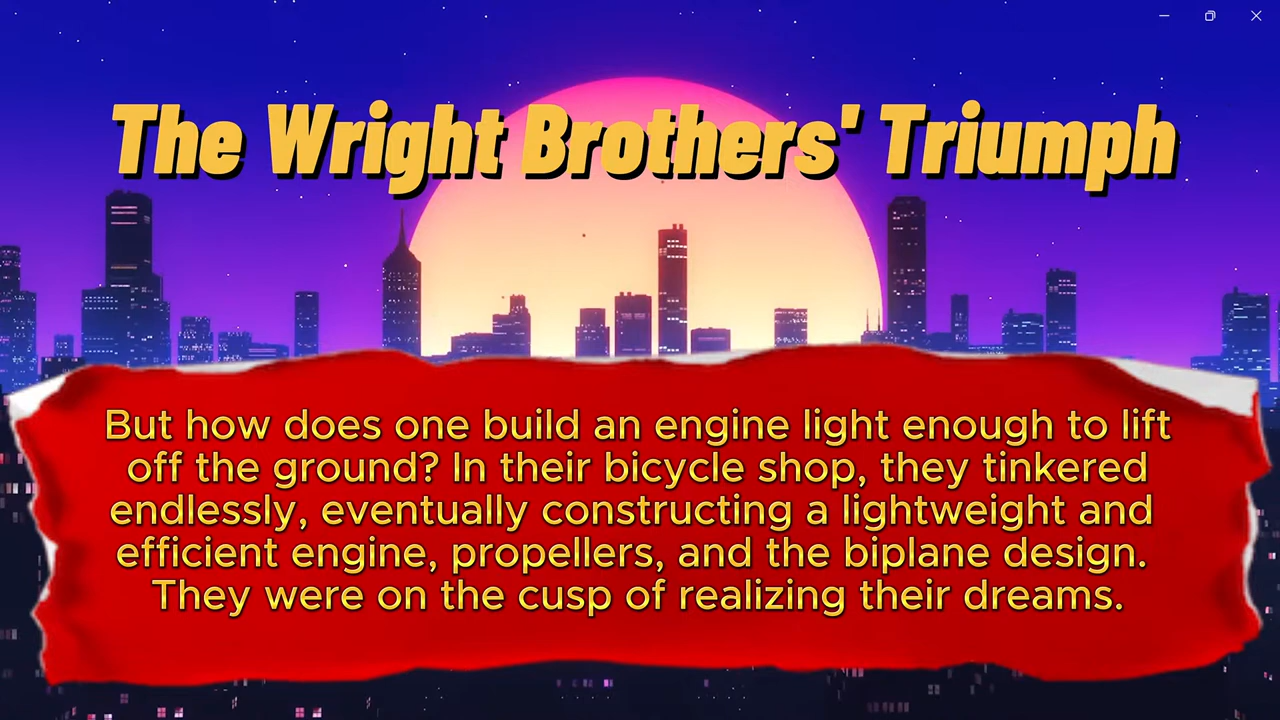 The Wright Brothers' Triumph
But how does one build an engine light enough to lift
off the ground? In their bicycle shop, they tinkered
endlessly, eventually constructing a lightweight and
efficient engine, propellers, and the biplane design.
They were on the cusp of realizing their dreams.